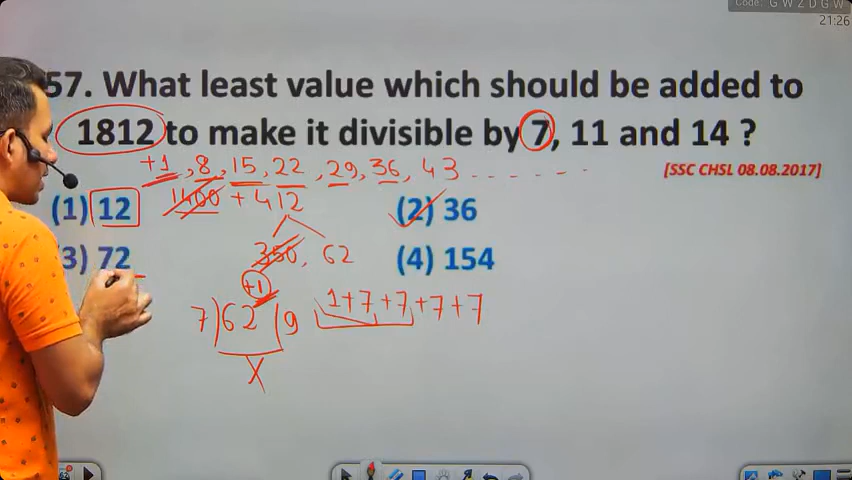 Code: G W Z D G W
21:26
57. What least value which should be added to
1812 to make it divisible by 7, 11 and 14 ?
+1, 8, 15, 22, 29, 36, 43 - - - - - - -
[SSC CHSL 08.08.2017]
1400 + 412
(1) 12
(2) 36
350, 62
(3) 72
(4) 154
+1
7)62(9
1+7+7+7+7
X